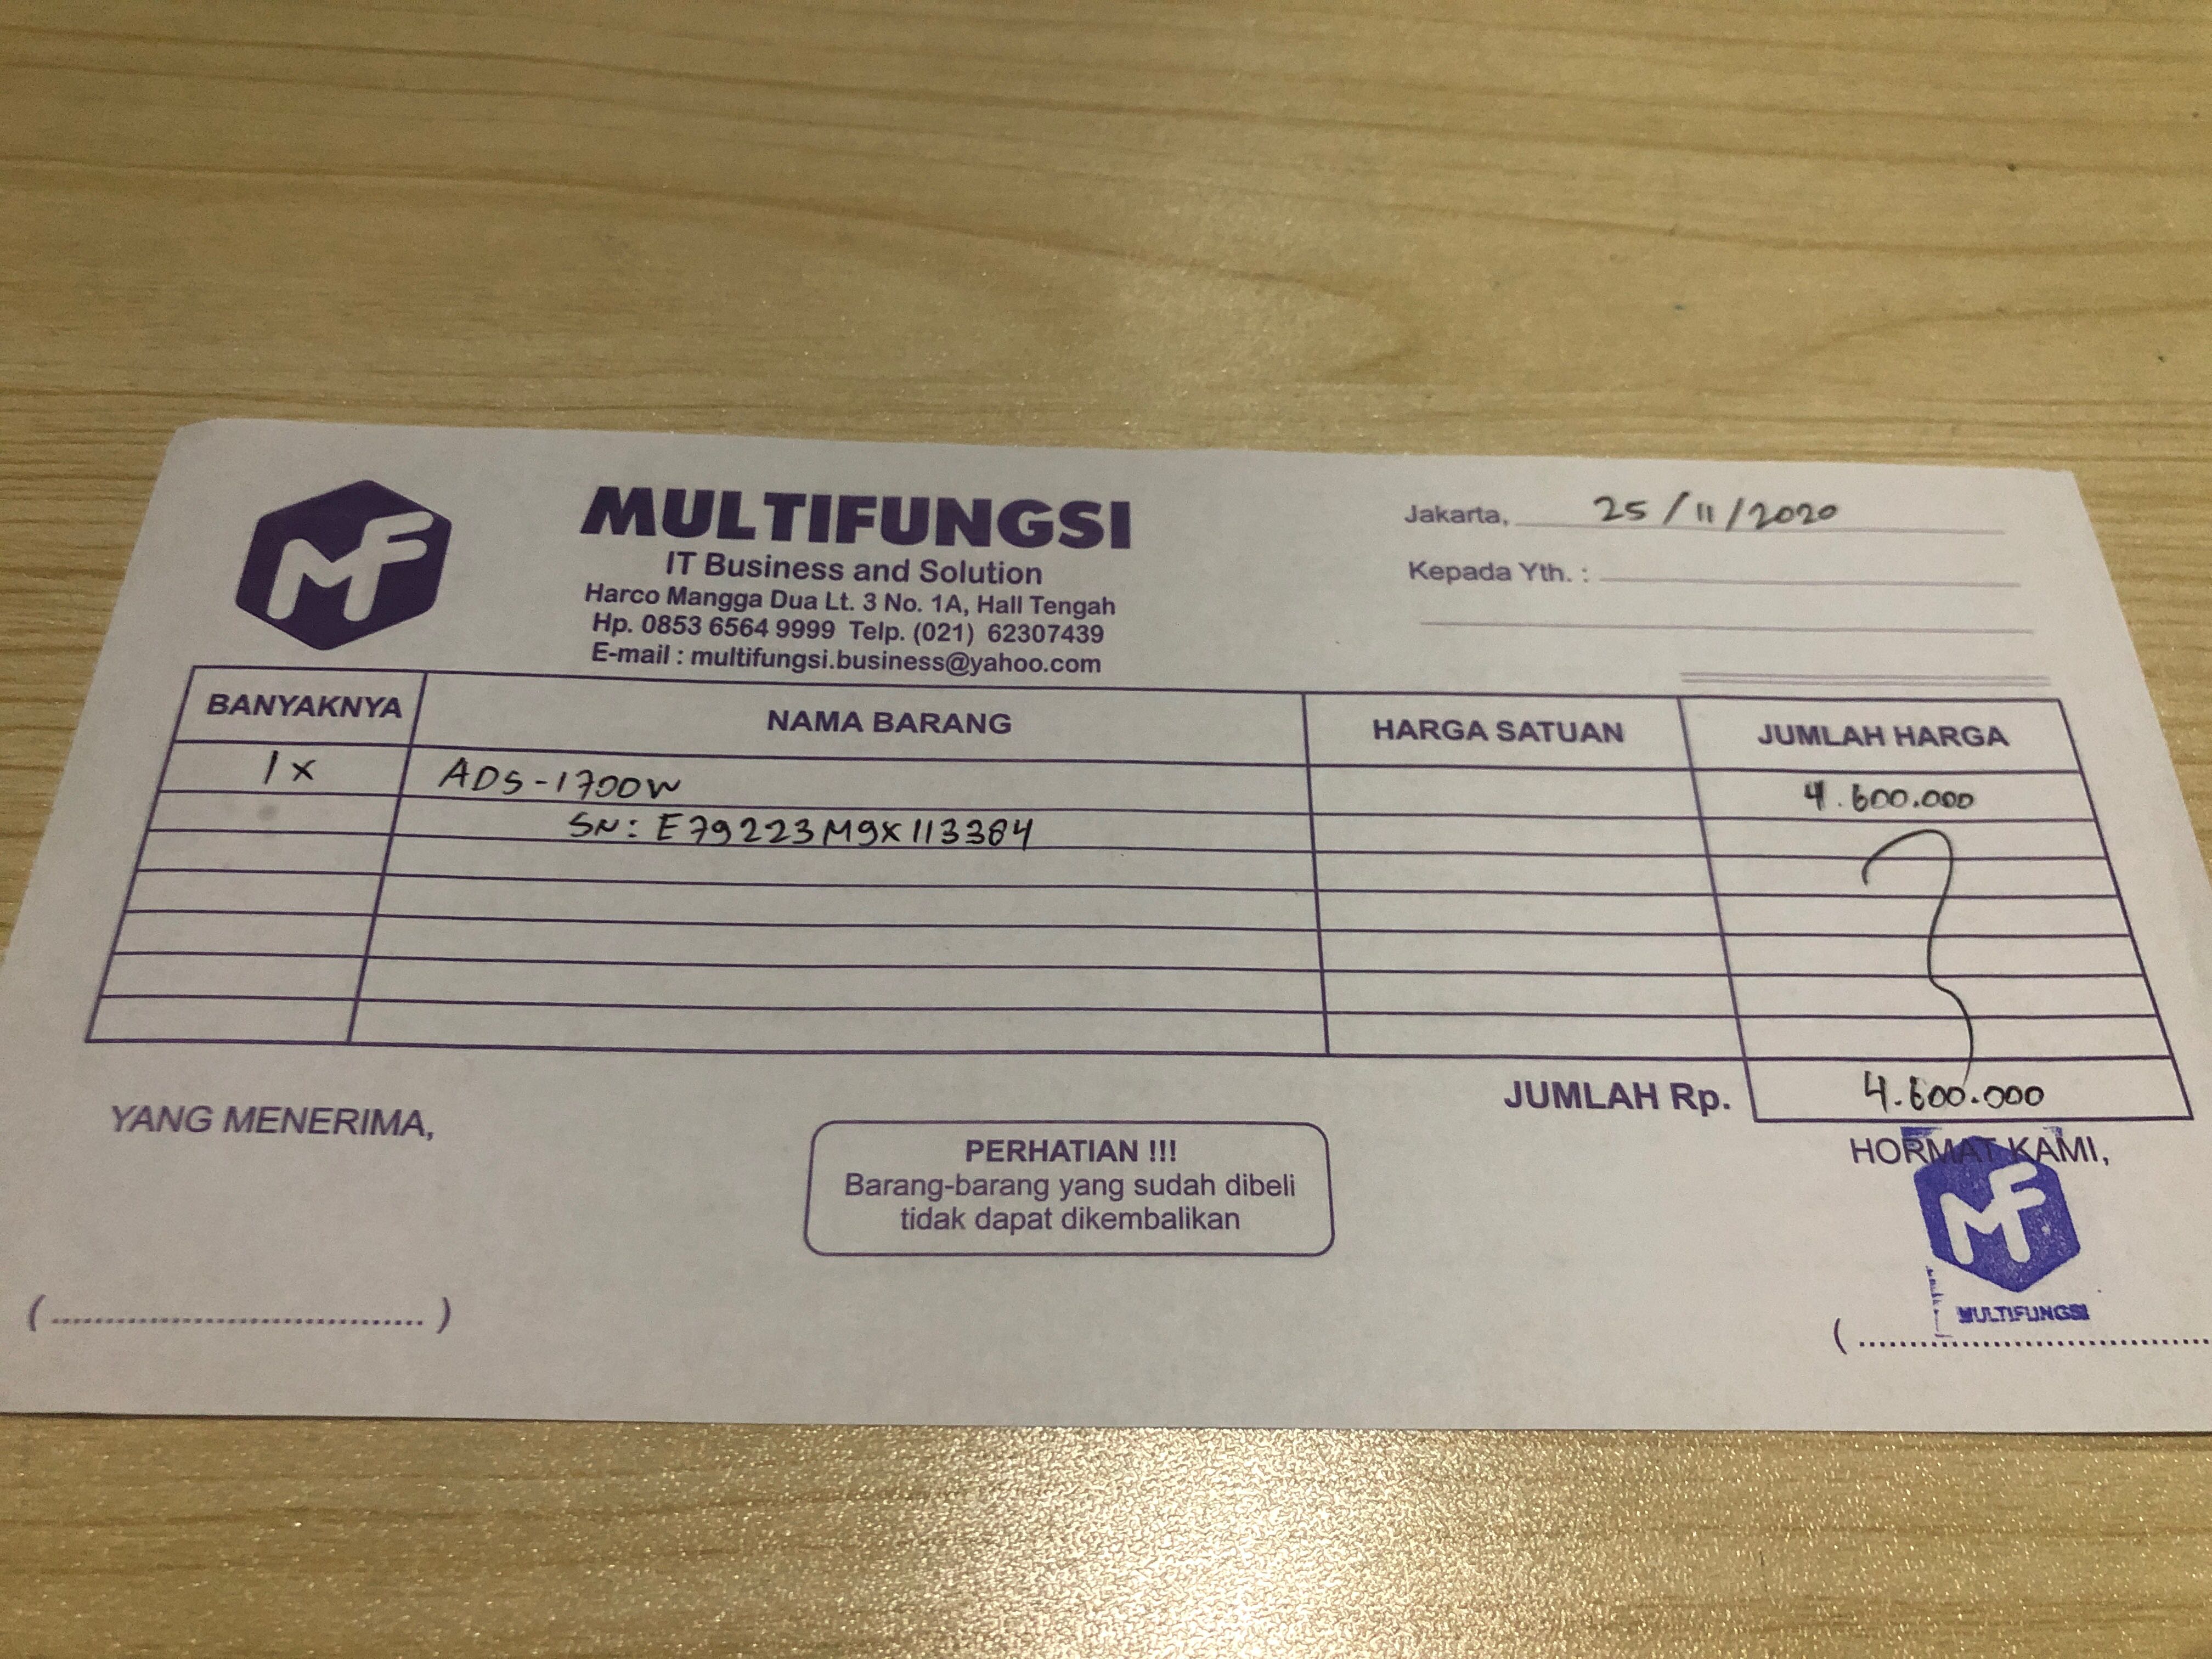 MF
MULTIFUNGSI
IT Business and Solution
Harco Mangga Dua Lt. 3 No. 1A, Hall Tengah
Hp. 0853 6564 9999 Telp. (021) 62307439
E-mail : multifungsi.business@yahoo.com
Jakarta, 25/11/2020
Kepada Yth. :
BANYAKNYA NAMA BARANG HARGA SATUAN JUMLAH HARGA
1x ADS-1700W 4.600.000
SN: E79223M9X113384
JUMLAH Rp. 4.600.000
YANG MENERIMA,
PERHATIAN !!!
Barang-barang yang sudah dibeli
tidak dapat dikembalikan
HORMAT KAMI,
MF
MULTIFUNGSI